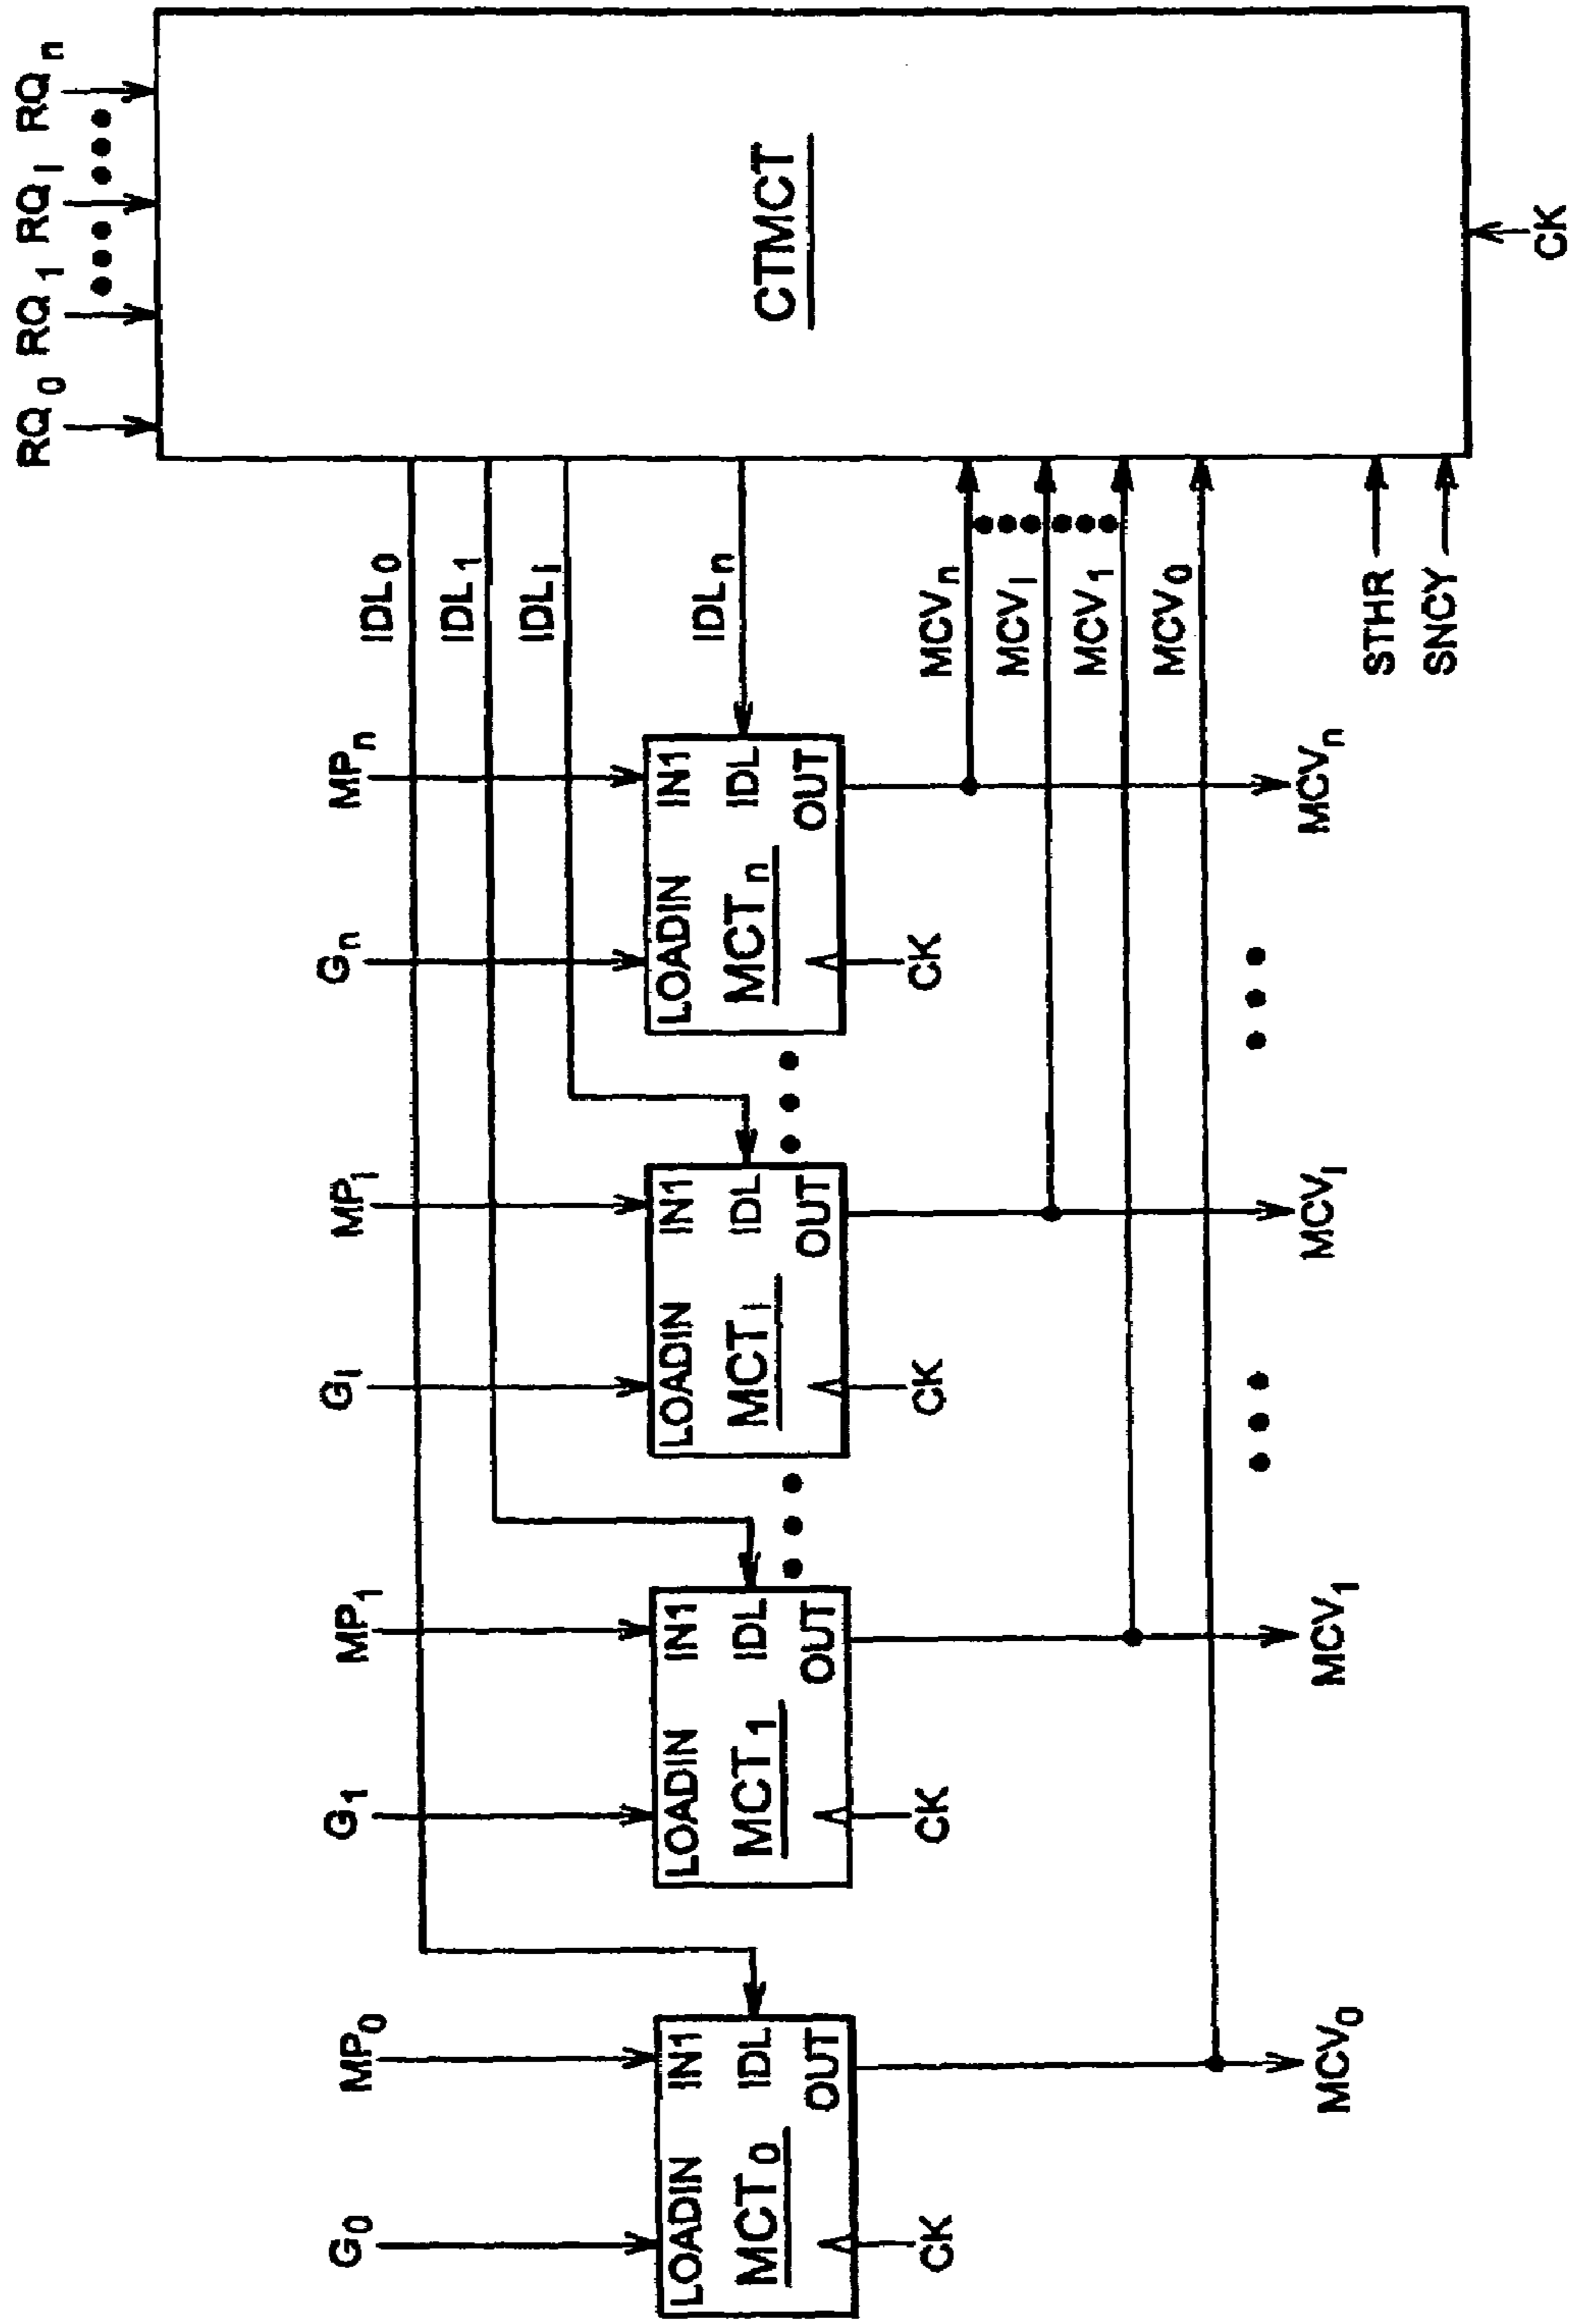 RQ0 RQ1 RQi RQn
G0 MP0 G1 MP1 Gi MPi Gn MPn
IDL0
IDL1
IDLi
LOADIN IN1 LOADIN IN1 LOADIN IN1 LOADIN IN1
IDLn
MCT0 IDL MCT1 IDL MCTi IDL MCTn IDL
CTMCT
OUT OUT OUT OUT
CK CK CK CK
MCVn
MCVi
MCV1
MCV0
MCV0 MCV1 MCVi MCVn
STHR
SNCY
CK